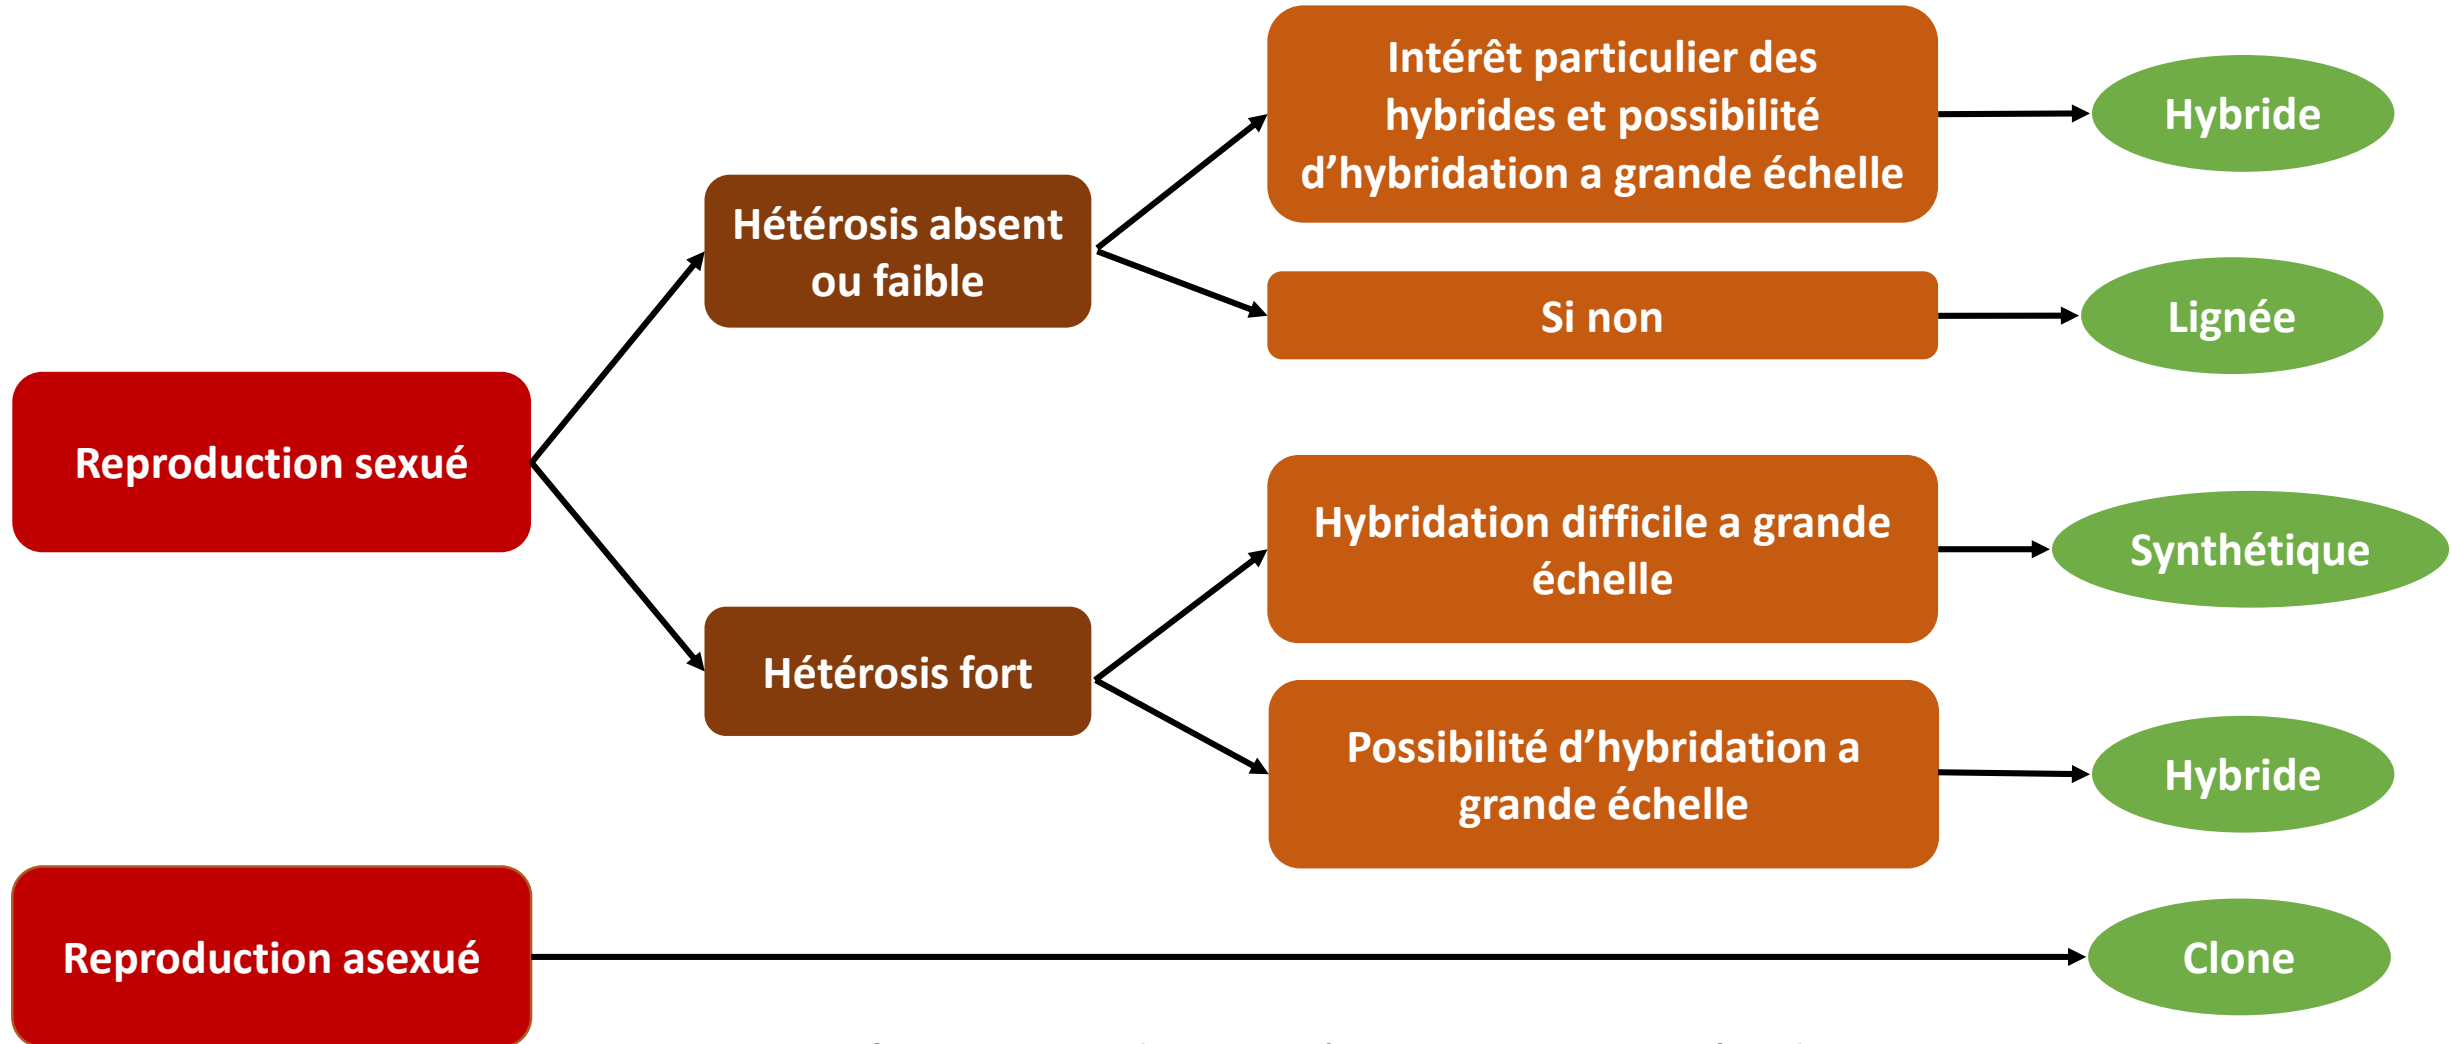 Intérêt particulier des
hybrides et possibilité
d’hybridation a grande échelle
Hybride
Hétérosis absent
ou faible
Si non
Lignée
Reproduction sexué
Hybridation difficile a grande
échelle
Synthétique
Hétérosis fort
Possibilité d’hybridation a
grande échelle
Hybride
Reproduction asexué
Clone